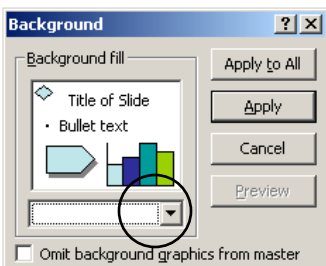 Background
Background fill
Title of Slide
• Bullet text
Apply to All
Apply
Cancel
Preview
Omit background graphics from master